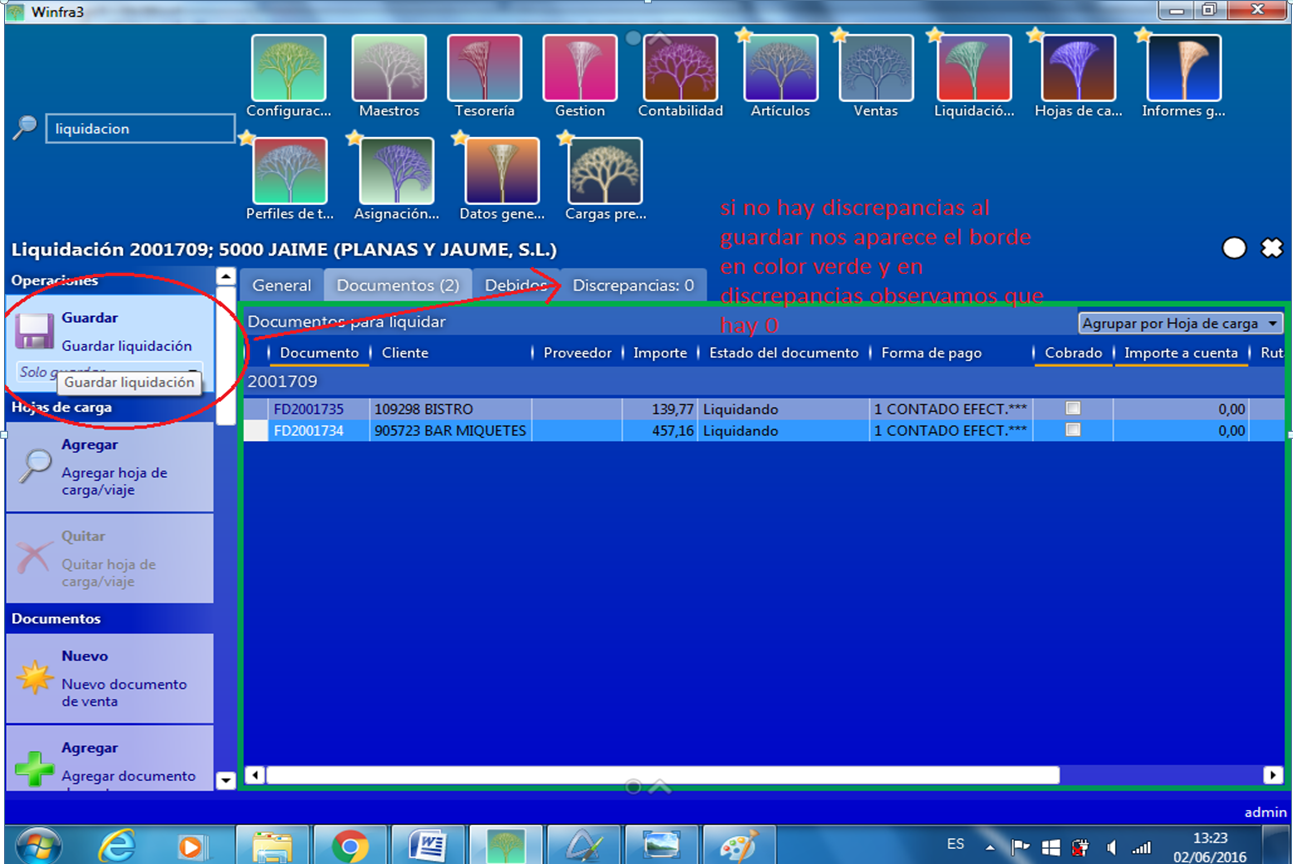 Winfra3
liquidacion
Configurac...
Maestros
Tesorería
Gestion
Contabilidad
Artículos
Ventas
Liquidació...
Hojas de ca...
Informes g...
Perfiles de t...
Asignación...
Datos gene...
Cargas pre...
si no hay discrepancias al
guardar nos aparece el borde
en color verde y en
discrepancias observamos que
hay 0
Liquidación 2001709; 5000 JAIME (PLANAS Y JAUME, S.L.)
Operaciones
Guardar
Guardar liquidación
Solo guardar
Guardar liquidación
Hojas de carga
Agregar
Agregar hoja de
carga/viaje
Quitar
Quitar hoja de
carga/viaje
Documentos
Nuevo
Nuevo documento
de venta
Agregar
Agregar documento
General
Documentos (2)
Debidos
Discrepancias: 0
Documentos para liquidar
Agrupar por Hoja de carga
Documento Cliente Proveedor Importe Estado del documento Forma de pago Cobrado Importe a cuenta Rut
2001709
FD2001735 109298 BISTRO 139,77 Liquidando 1 CONTADO EFECT.*** 0,00
FD2001734 905723 BAR MIQUETES 457,16 Liquidando 1 CONTADO EFECT.*** 0,00
admin
ES
13:23
02/06/2016